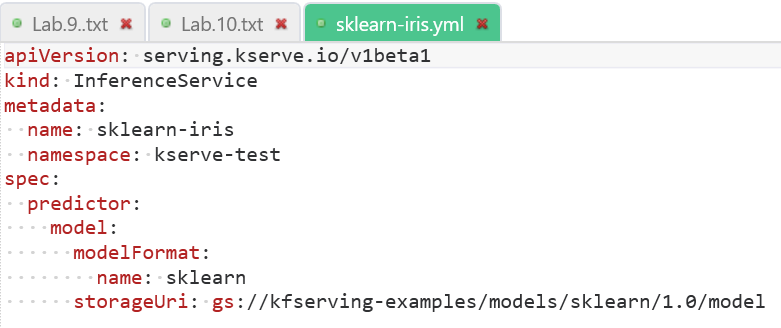 Lab.9..txt Lab.10.txt sklearn-iris.yml
apiVersion: serving.kserve.io/v1beta1
kind: InferenceService
metadata:
  name: sklearn-iris
  namespace: kserve-test
spec:
  predictor:
    model:
      modelFormat:
        name: sklearn
      storageUri: gs://kfserving-examples/models/sklearn/1.0/model